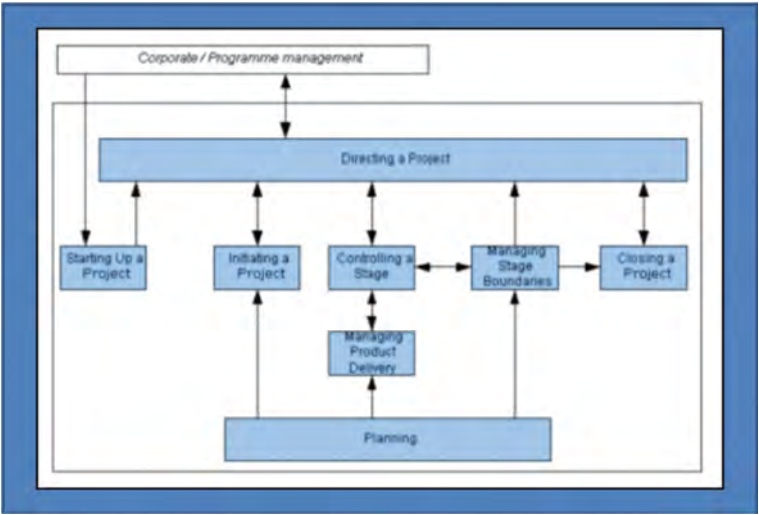 Corporate / Programme management
Directing a Project
Starting Up a
Project
Initiating a
Project
Controlling a
Stage
Managing
Stage
Boundaries
Closing a
Project
Managing
Product
Delivery
Planning